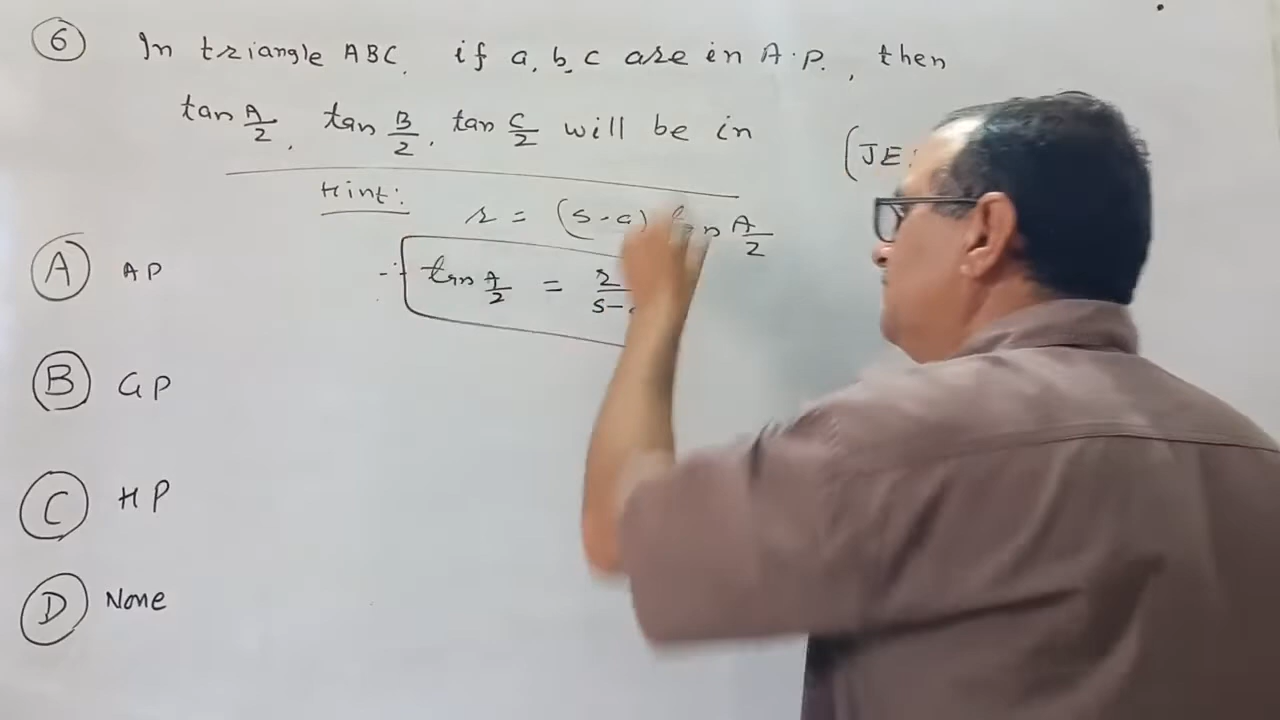 6 In triangle ABC, if a, b, c are in A.P., then
tan A/2, tan B/2, tan C/2 will be in
(JE
Hint:
r = (s-a) tan A/2
∴ tan A/2 = r/s-
A AP
B GP
C HP
D None